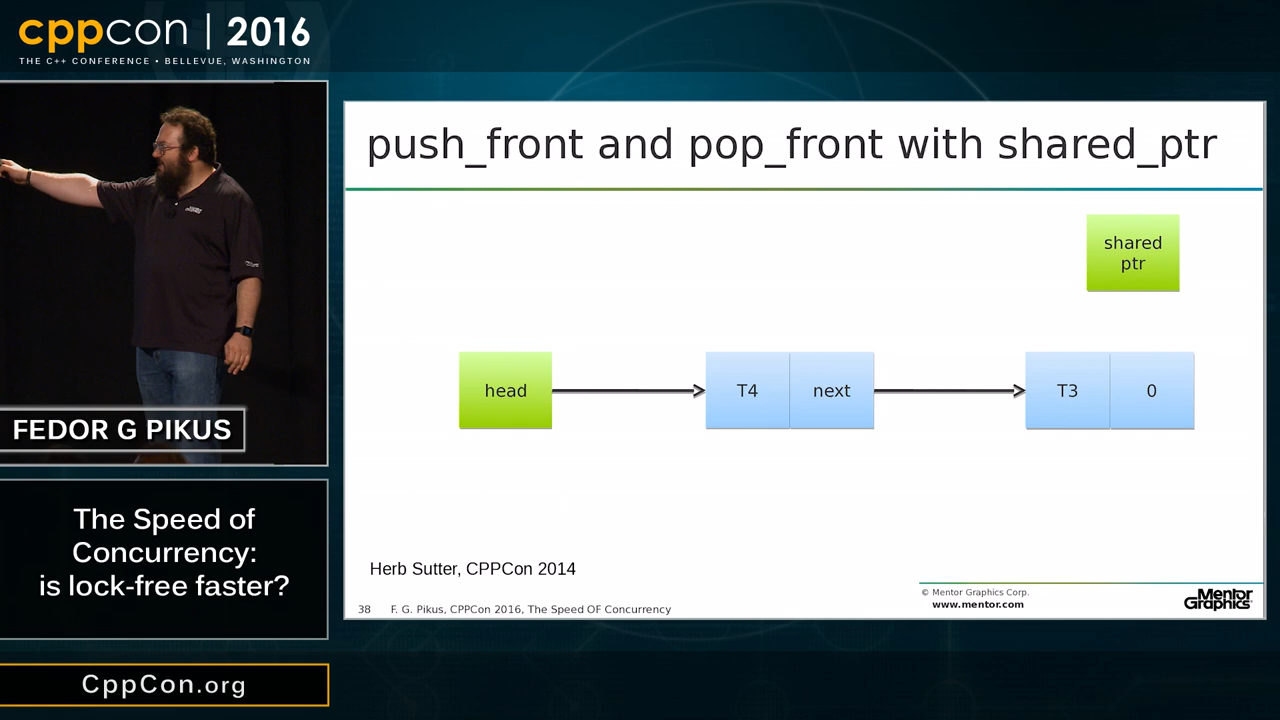 cppcon | 2016
THE C++ CONFERENCE • BELLEVUE, WASHINGTON
FEDOR G PIKUS
The Speed of
Concurrency:
is lock-free faster?
CppCon.org
push_front and pop_front with shared_ptr
shared
ptr
head
T4
next
T3
0
Herb Sutter, CPPCon 2014
38
F. G. Pikus, CPPCon 2016, The Speed OF Concurrency
© Mentor Graphics Corp.
www.mentor.com
Mentor
Graphics